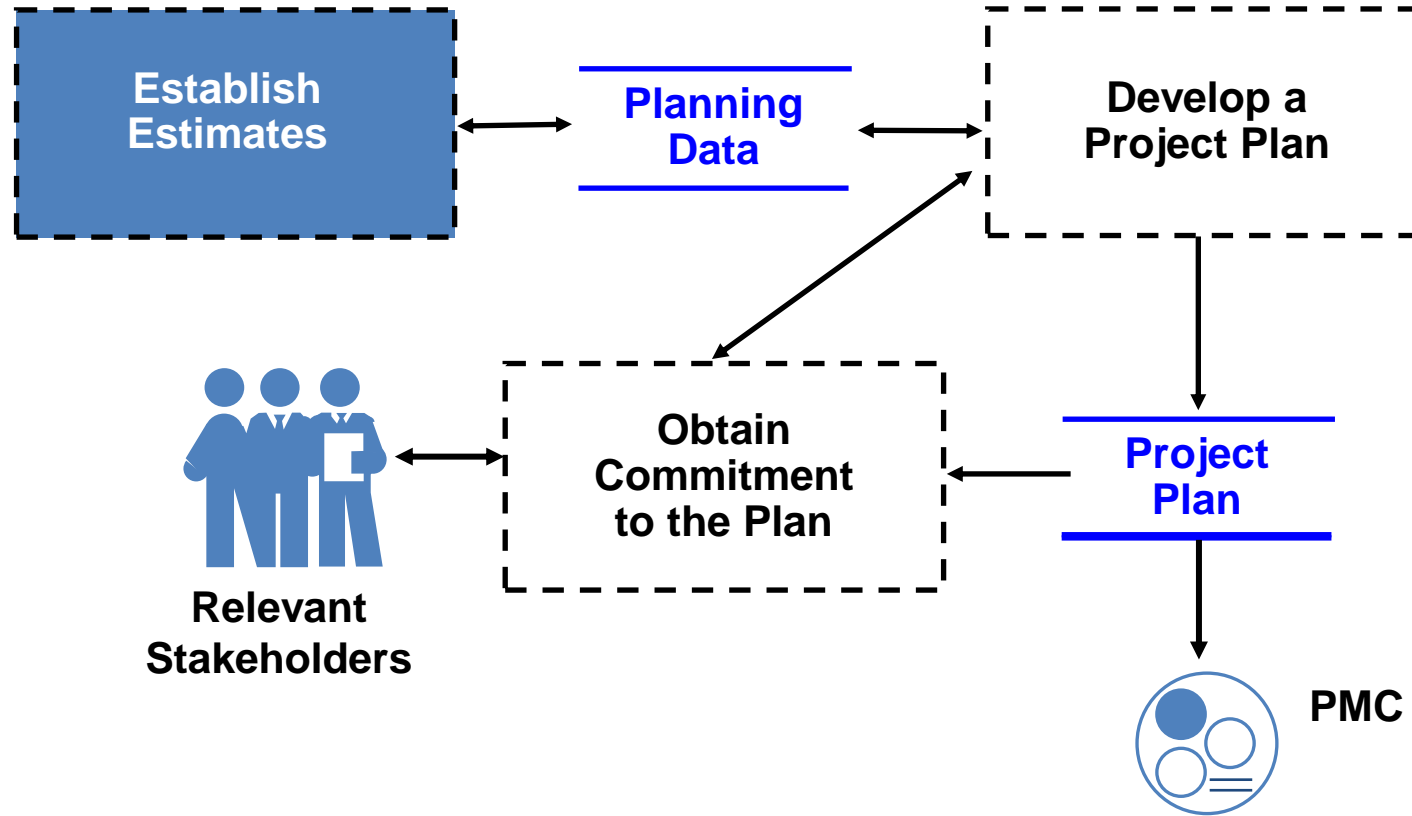 Establish
Estimates
Planning
Data
Develop a
Project Plan
Obtain
Commitment
to the Plan
Project
Plan
Relevant
Stakeholders
PMC